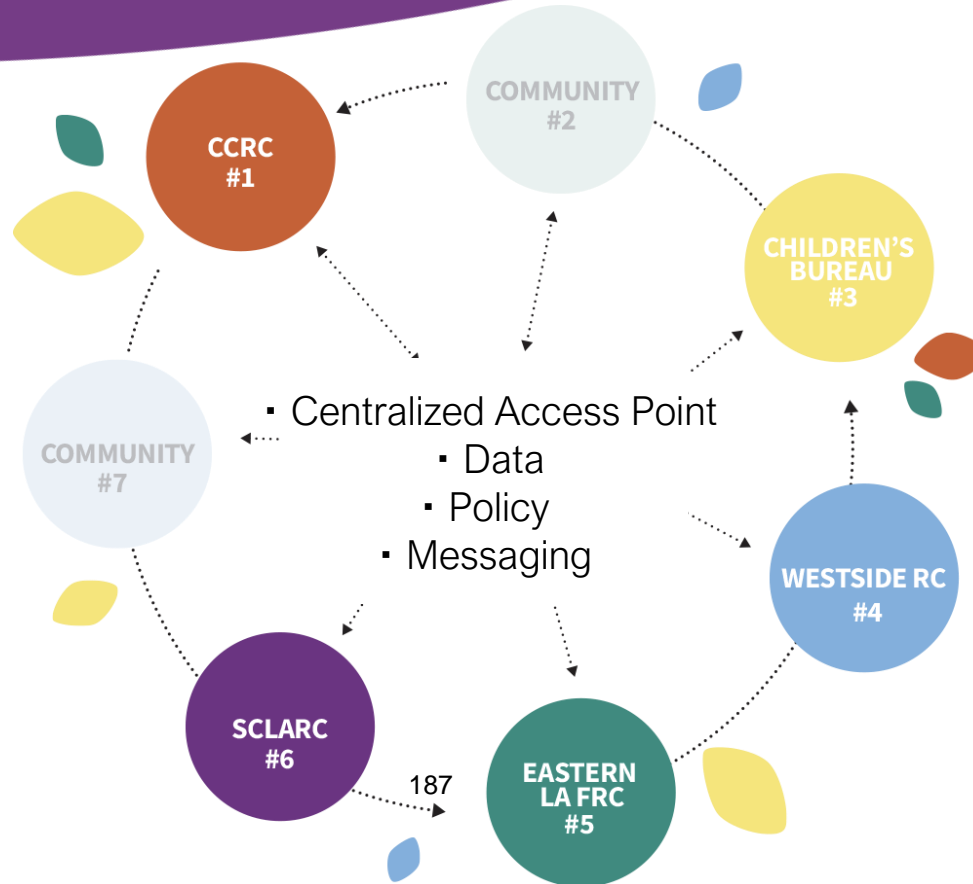 COMMUNITY
#2
CCRC
#1
CHILDREN'S
BUREAU
#3
▪ Centralized Access Point
▪ Data
▪ Policy
▪ Messaging
COMMUNITY
#7
WESTSIDE RC
#4
SCLARC
#6
187
EASTERN
LA FRC
#5